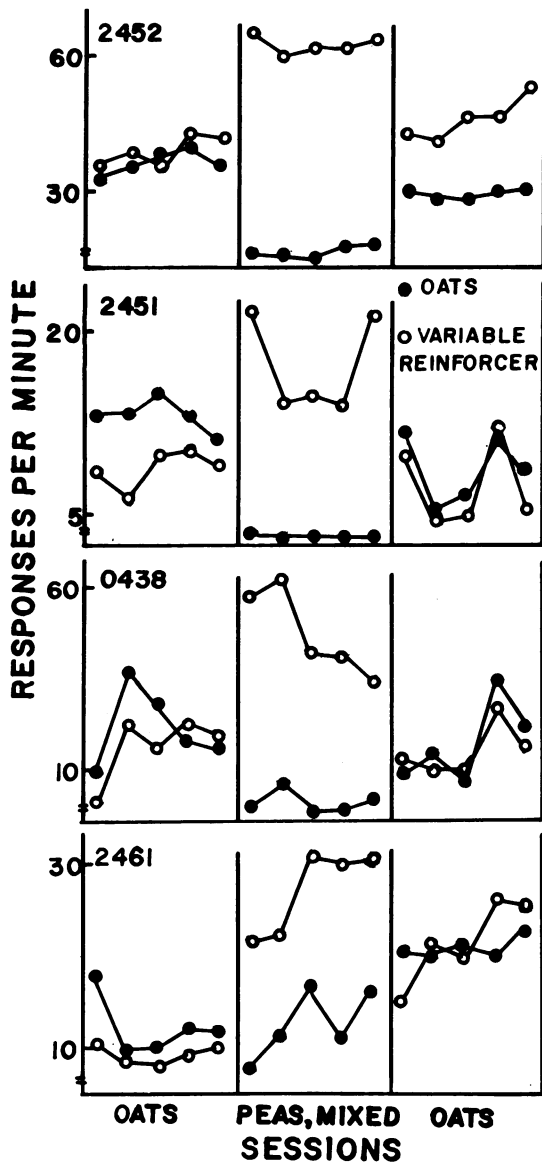 2452
60
30
RESPONSES PER MINUTE
2451
20
5
OATS
VARIABLE
REINFORCER
0438
60
10
2461
30
10
OATS PEAS, MIXED OATS
SESSIONS